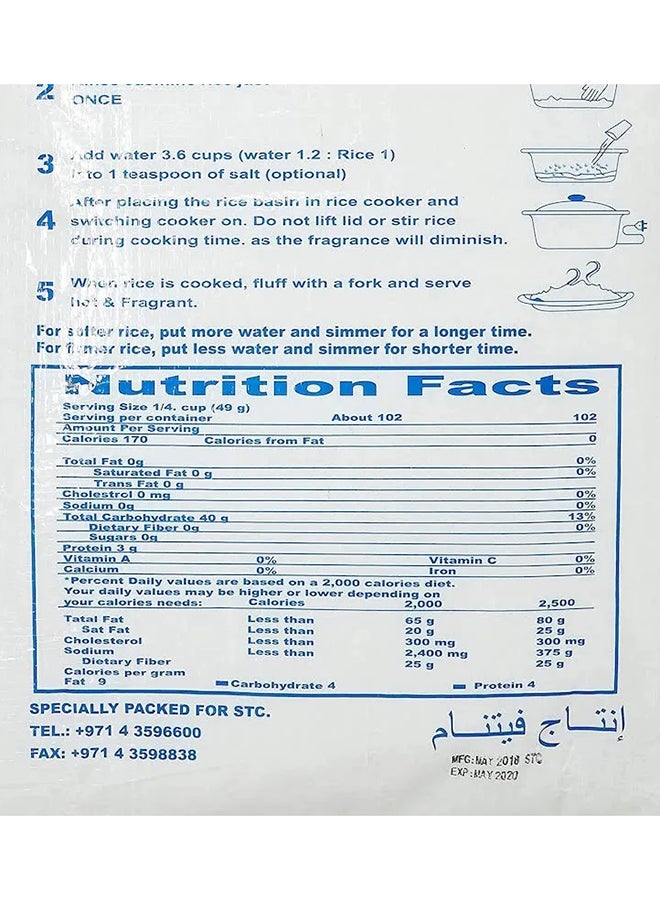 2
ONCE
3 Add water 3.6 cups (water 1.2 : Rice 1)
to 1 teaspoon of salt (optional)
4 After placing the rice basin in rice cooker and
switching cooker on. Do not lift lid or stir rice
during cooking time. as the fragrance will diminish.
5 When rice is cooked, fluff with a fork and serve
hot & Fragrant.
For softer rice, put more water and simmer for a longer time.
For firmer rice, put less water and simmer for shorter time.
Nutrition Facts
Serving Size 1/4. cup (49 g)
Serving per container About 102 102
Amount Per Serving
Calories 170 Calories from Fat 0
Total Fat 0g 0%
Saturated Fat 0 g 0%
Trans Fat 0 g
Cholestrol 0 mg 0%
Sodium 0g 0%
Total Carbohydrate 40 g 13%
Dietary Fiber 0g 0%
Sugars 0g
Protein 3 g
Vitamin A 0% Vitamin C 0%
Calcium 0% Iron 0%
*Percent Daily values are based on a 2,000 calories diet.
Your daily values may be higher or lower depending on
your calories needs: Calories 2,000 2,500
Tatal Fat Less than 65 g 80 g
Sat Fat Less than 20 g 25 g
Cholesterol Less than 300 mg 300 mg
Sodium Less than 2,400 mg 375 g
Dietary Fiber 25 g 25 g
Calories per gram
Fat 9 Carbohydrate 4 Protein 4
SPECIALLY PACKED FOR STC.
TEL.: +971 4 3596600
FAX: +971 4 3598838
إنتاج فيتنام
MFG:MAY 2018 STC
EXP:MAY 2020